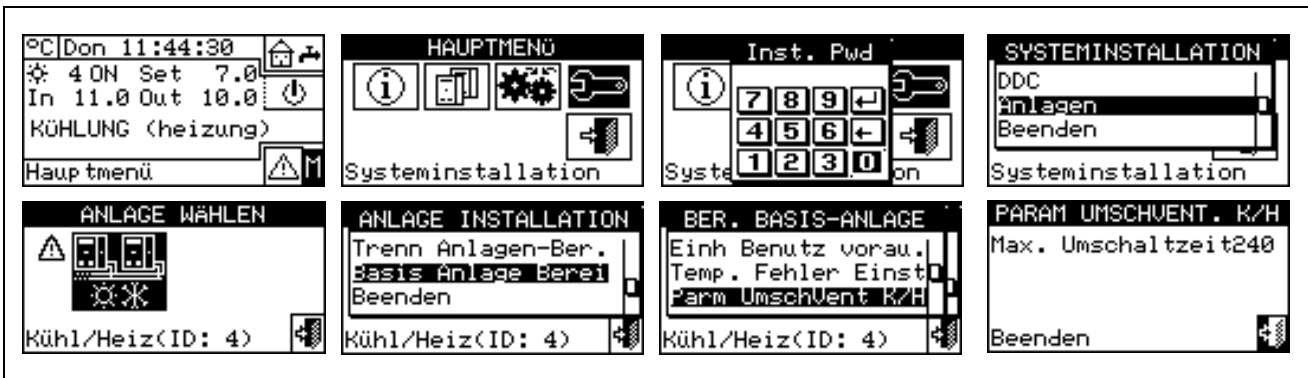 ºC Don 11:44:30
4 ON Set 7.0
In 11.0 Out 10.0
KüHLUNG (heizung)
Haup tmenü M
HAUPTMENü
i
Systeminstallation
Inst. Pwd
i
7 8 9
4 5 6
1 2 3 0
Syste on
SYSTEMINSTALLATION
DDC
Anlagen
Beenden
Systeminstallation
ANLAGE WÄHLEN
Kühl/Heiz(ID: 4)
ANLAGE INSTALLATION
Trenn Anlagen-Ber.
Basis Anlage Berei
Beenden
Kühl/Heiz(ID: 4)
BER. BASIS-ANLAGE
Einh Benutz vorau.
Temp. Fehler Einst
Parm UmschVent K/H
Kühl/Heiz(ID: 4)
PARAM UMSCHVENT. K/H
Max. Umschaltzeit240
Beenden